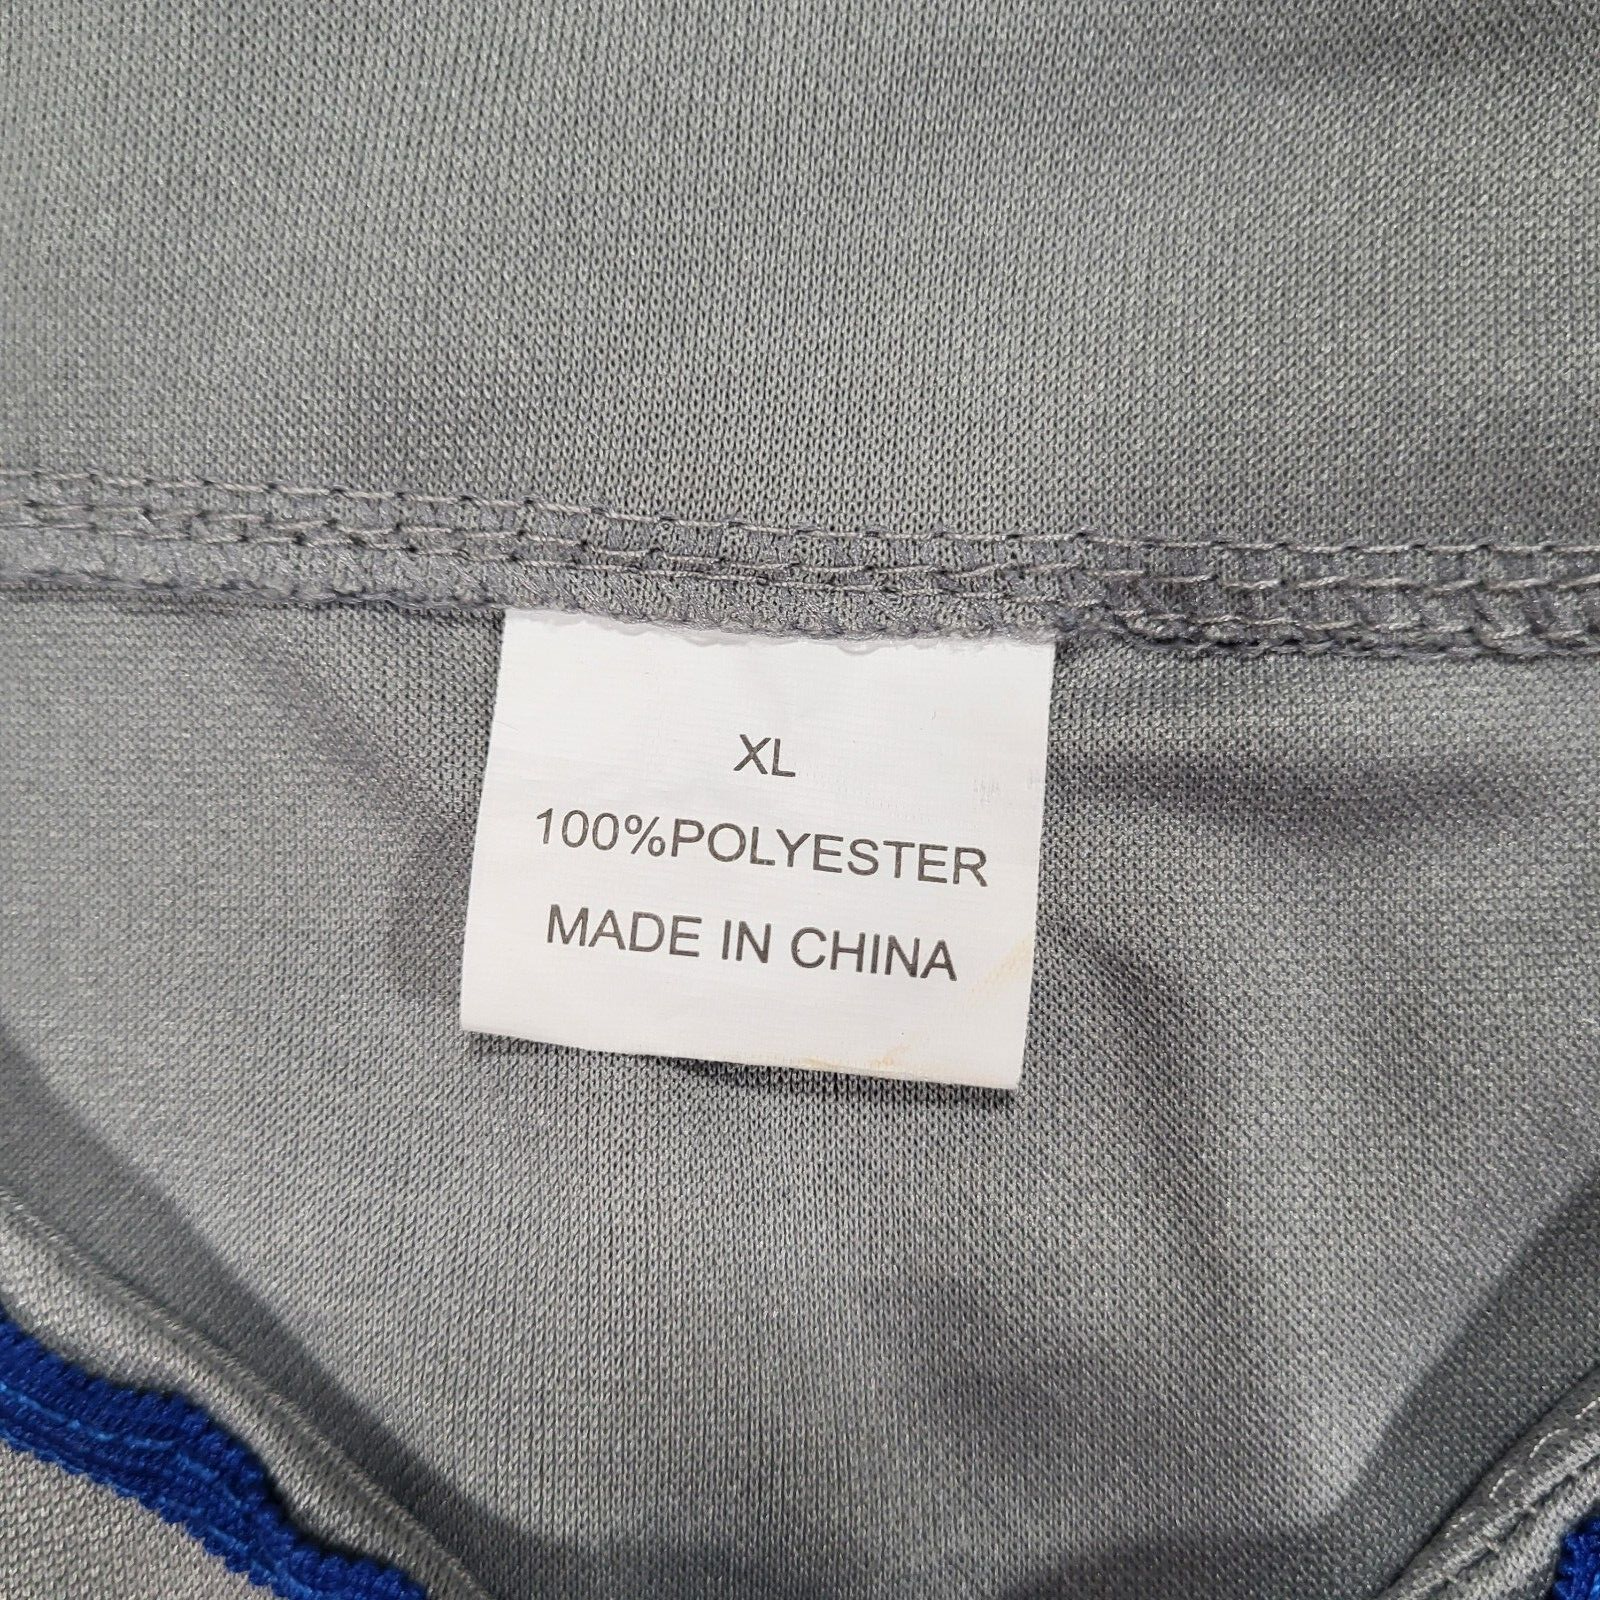 XL
100%POLYESTER
MADE IN CHINA